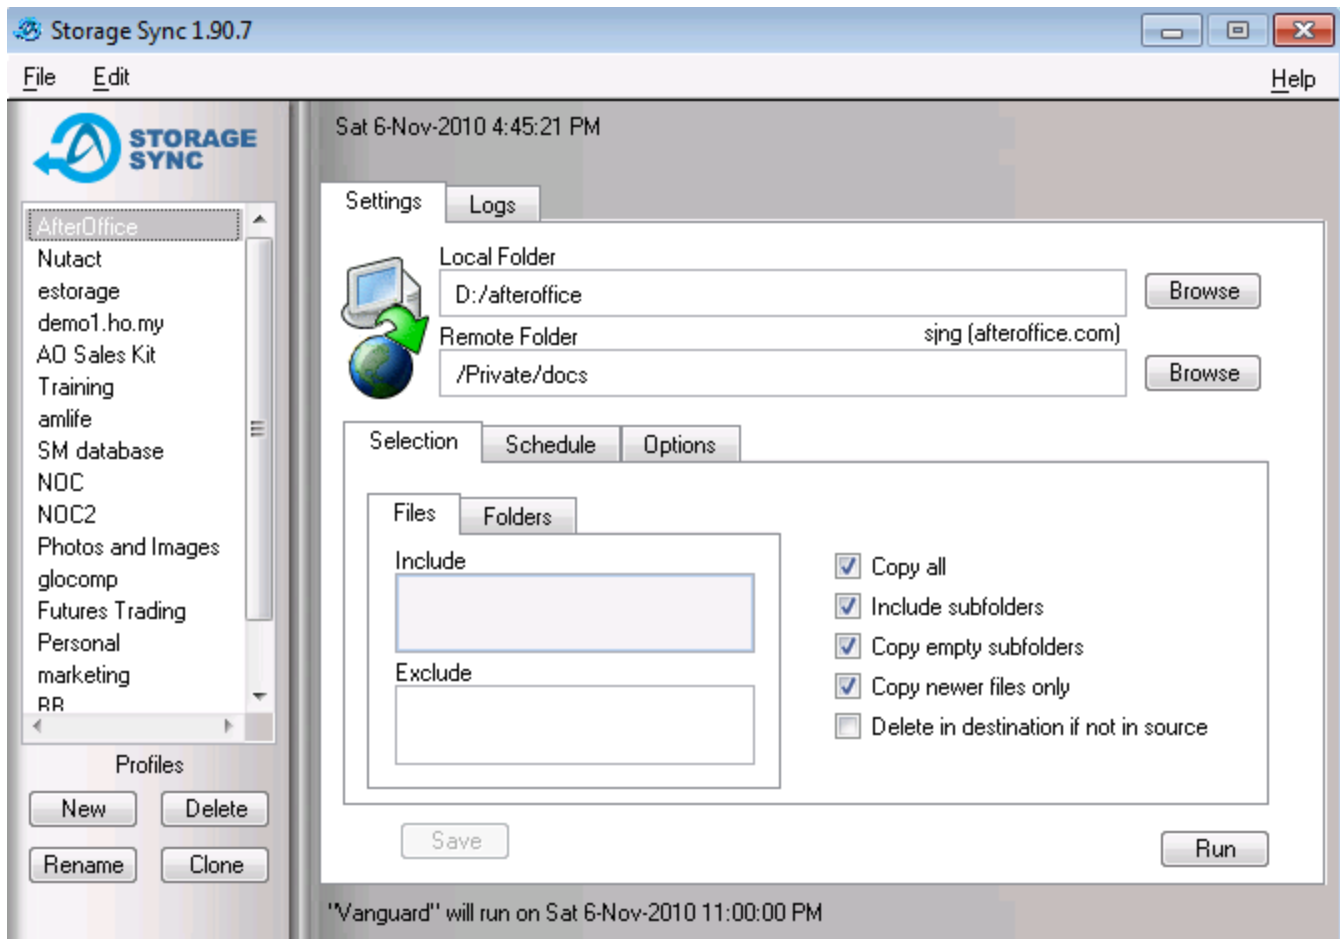 Storage Sync 1.90.7
File Edit Help
STORAGE
SYNC
Sat 6-Nov-2010 4:45:21 PM
AfterOffice
Nutact
estorage
demo1.ho.my
AO Sales Kit
Training
amlife
SM database
NOC
NOC2
Photos and Images
glocomp
Futures Trading
Personal
marketing
Profiles
New Delete
Rename Clone
Settings Logs
Local Folder
D:/afteroffice Browse
Remote Folder sjng (afteroffice.com)
/Private/docs Browse
Selection Schedule Options
Files Folders
Include
Exclude
Copy all
Include subfolders
Copy empty subfolders
Copy newer files only
Delete in destination if not in source
Save Run
"Vanguard" will run on Sat 6-Nov-2010 11:00:00 PM